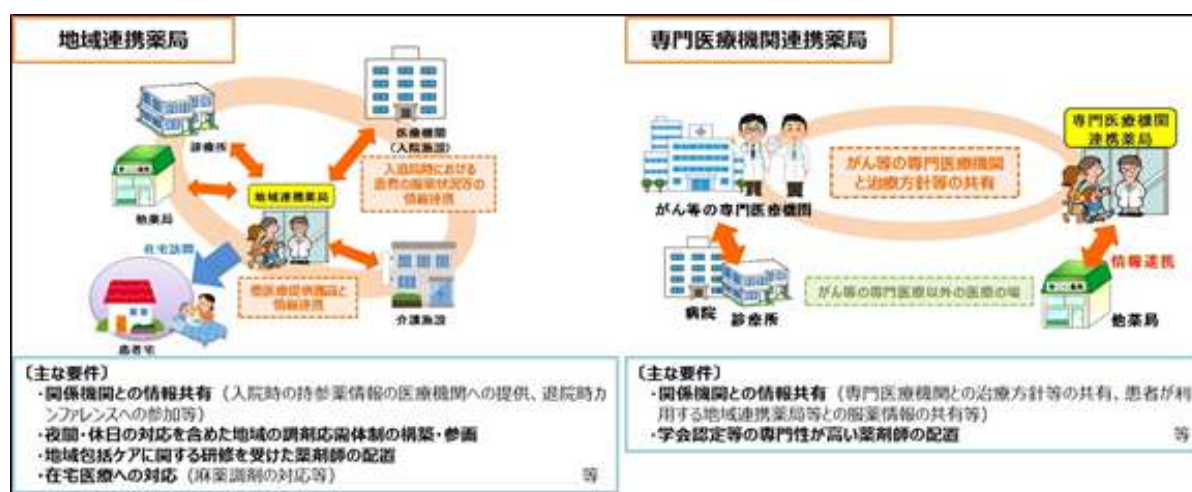 地域連携薬局
診療所
医療機関
(入院施設)
入退院時における
患者の服薬状況等の
情報連携
他薬局
地域連携薬局
在宅訪問
他医療提供施設と
情報連携
介護施設
患者宅
〔主な要件〕
・関係機関との情報共有（入院時の持参薬情報の医療機関への提供、退院時カ
ンファレンスへの参加等）
・夜間・休日の対応を含めた地域の調剤応需体制の構築・参画
・地域包括ケアに関する研修を受けた薬剤師の配置
・在宅医療への対応（麻薬調剤の対応等） 等
専門医療機関連携薬局
専門医療機関
連携薬局
がん等の専門医療機関
と治療方針等の共有
がん等の専門医療機関
情報連携
がん等の専門医療以外の医療の場
病院
診療所
他薬局
〔主な要件〕
・関係機関との情報共有（専門医療機関との治療方針等の共有、患者が利
用する地域連携薬局等との服薬情報の共有等）
・学会認定等の専門性が高い薬剤師の配置 等